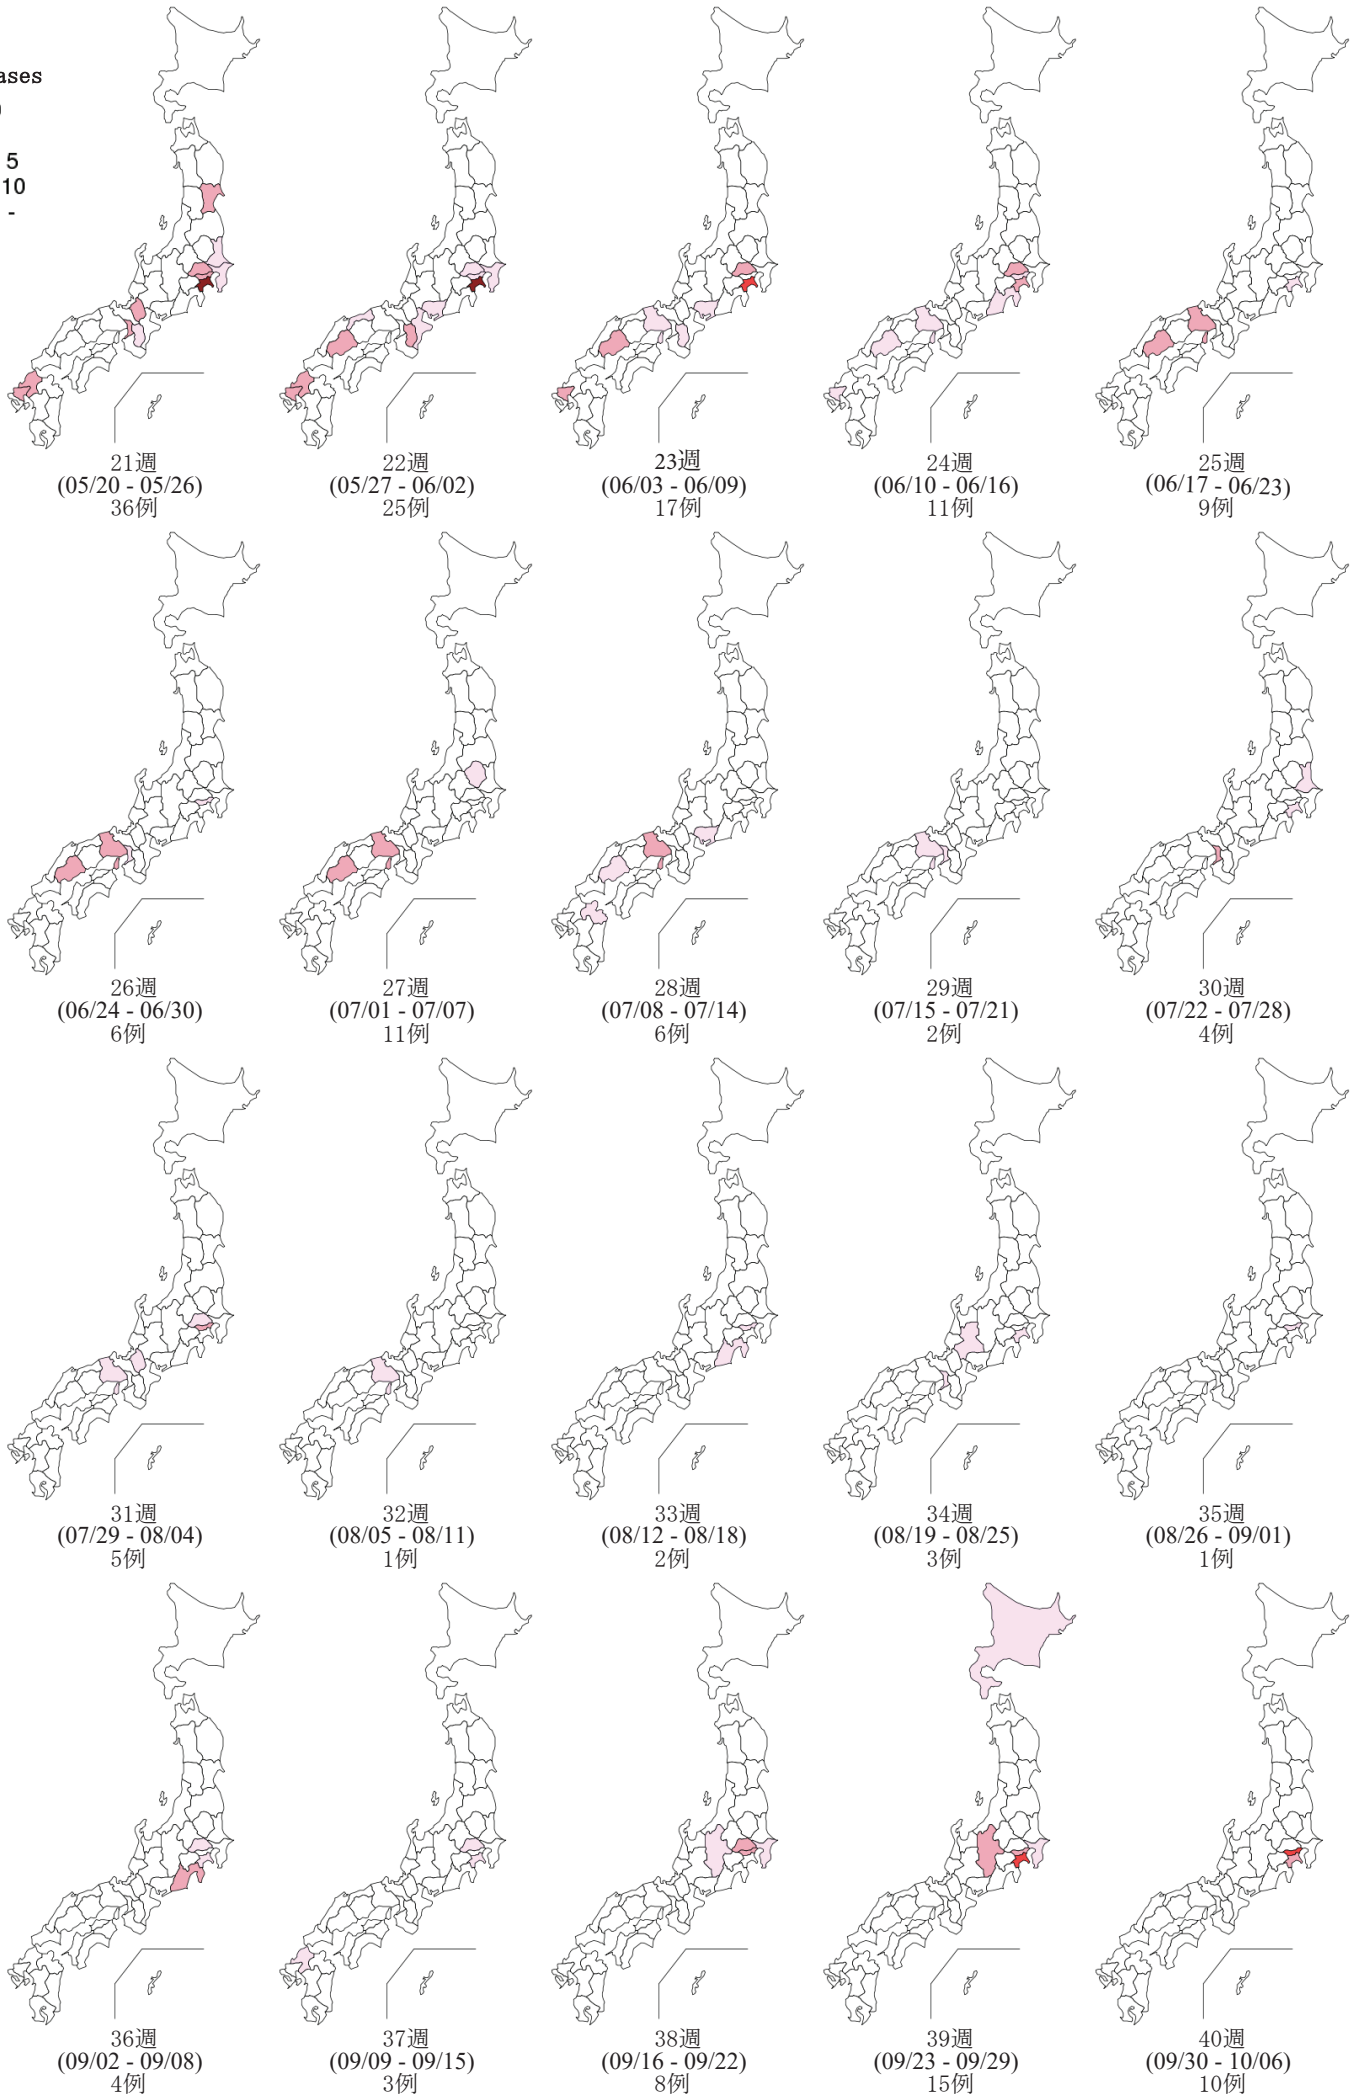 ases
5
10
-
21週
(05/20 - 05/26)
36例
22週
(05/27 - 06/02)
25例
23週
(06/03 - 06/09)
17例
24週
(06/10 - 06/16)
11例
25週
(06/17 - 06/23)
9例
26週
(06/24 - 06/30)
6例
27週
(07/01 - 07/07)
11例
28週
(07/08 - 07/14)
6例
29週
(07/15 - 07/21)
2例
30週
(07/22 - 07/28)
4例
31週
(07/29 - 08/04)
5例
32週
(08/05 - 08/11)
1例
33週
(08/12 - 08/18)
2例
34週
(08/19 - 08/25)
3例
35週
(08/26 - 09/01)
1例
36週
(09/02 - 09/08)
4例
37週
(09/09 - 09/15)
3例
38週
(09/16 - 09/22)
8例
39週
(09/23 - 09/29)
15例
40週
(09/30 - 10/06)
10例